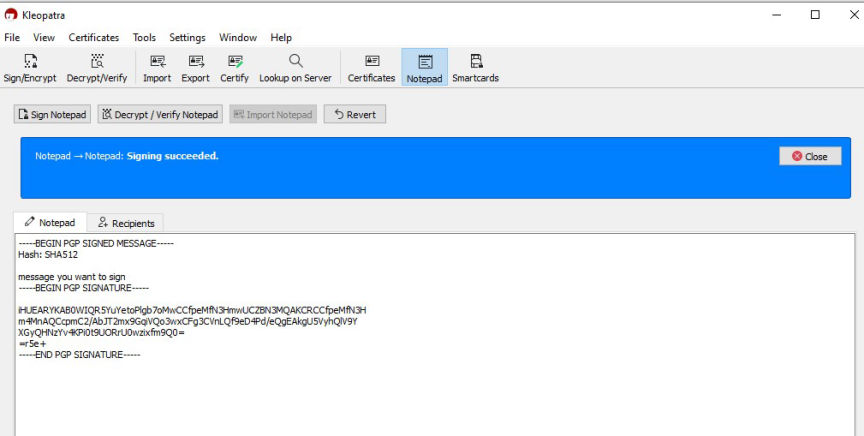 Kleopatra
File View Certificates Tools Settings Window Help
Sign/Encrypt Decrypt/Verify Import Export Certify Lookup on Server Certificates Notepad Smartcards
Sign Notepad Decrypt / Verify Notepad Import Notepad Revert
Notepad → Notepad: Signing succeeded. Close
Notepad Recipients
-----BEGIN PGP SIGNED MESSAGE-----
Hash: SHA512
message you want to sign
-----BEGIN PGP SIGNATURE-----
iHUEARYKAB0WIQR5YuYetoPlgb7oMwCCfpeMfN3HmwUCZBN3MQAKCRCCfpeMfN3H
m4MnAQCcpmC2/AbJT2mx9GqiVQo3wxCFg3CVnLQf9eD4Pd/eQgEAkgU5VyhQlV9Y
XGyQHNzYv4KPi0t9UORrU0wzixfm9Q0=
=r5e+
-----END PGP SIGNATURE-----